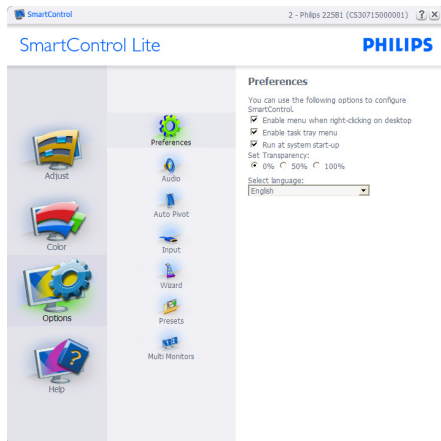 SmartControl
2 - Philips 225B1 (CS30715000001)
?
X
SmartControl Lite
PHILIPS
Adjust
Color
Options
Help
Preferences
Audio
Auto Pivot
Input
Wizard
Presets
Multi Monitors
Preferences
You can use the following options to configure
SmartControl.
Enable menu when right-clicking on desktop
Enable task tray menu
Run at system start-up
Set Transparency:
0% 50% 100%
Select language:
English